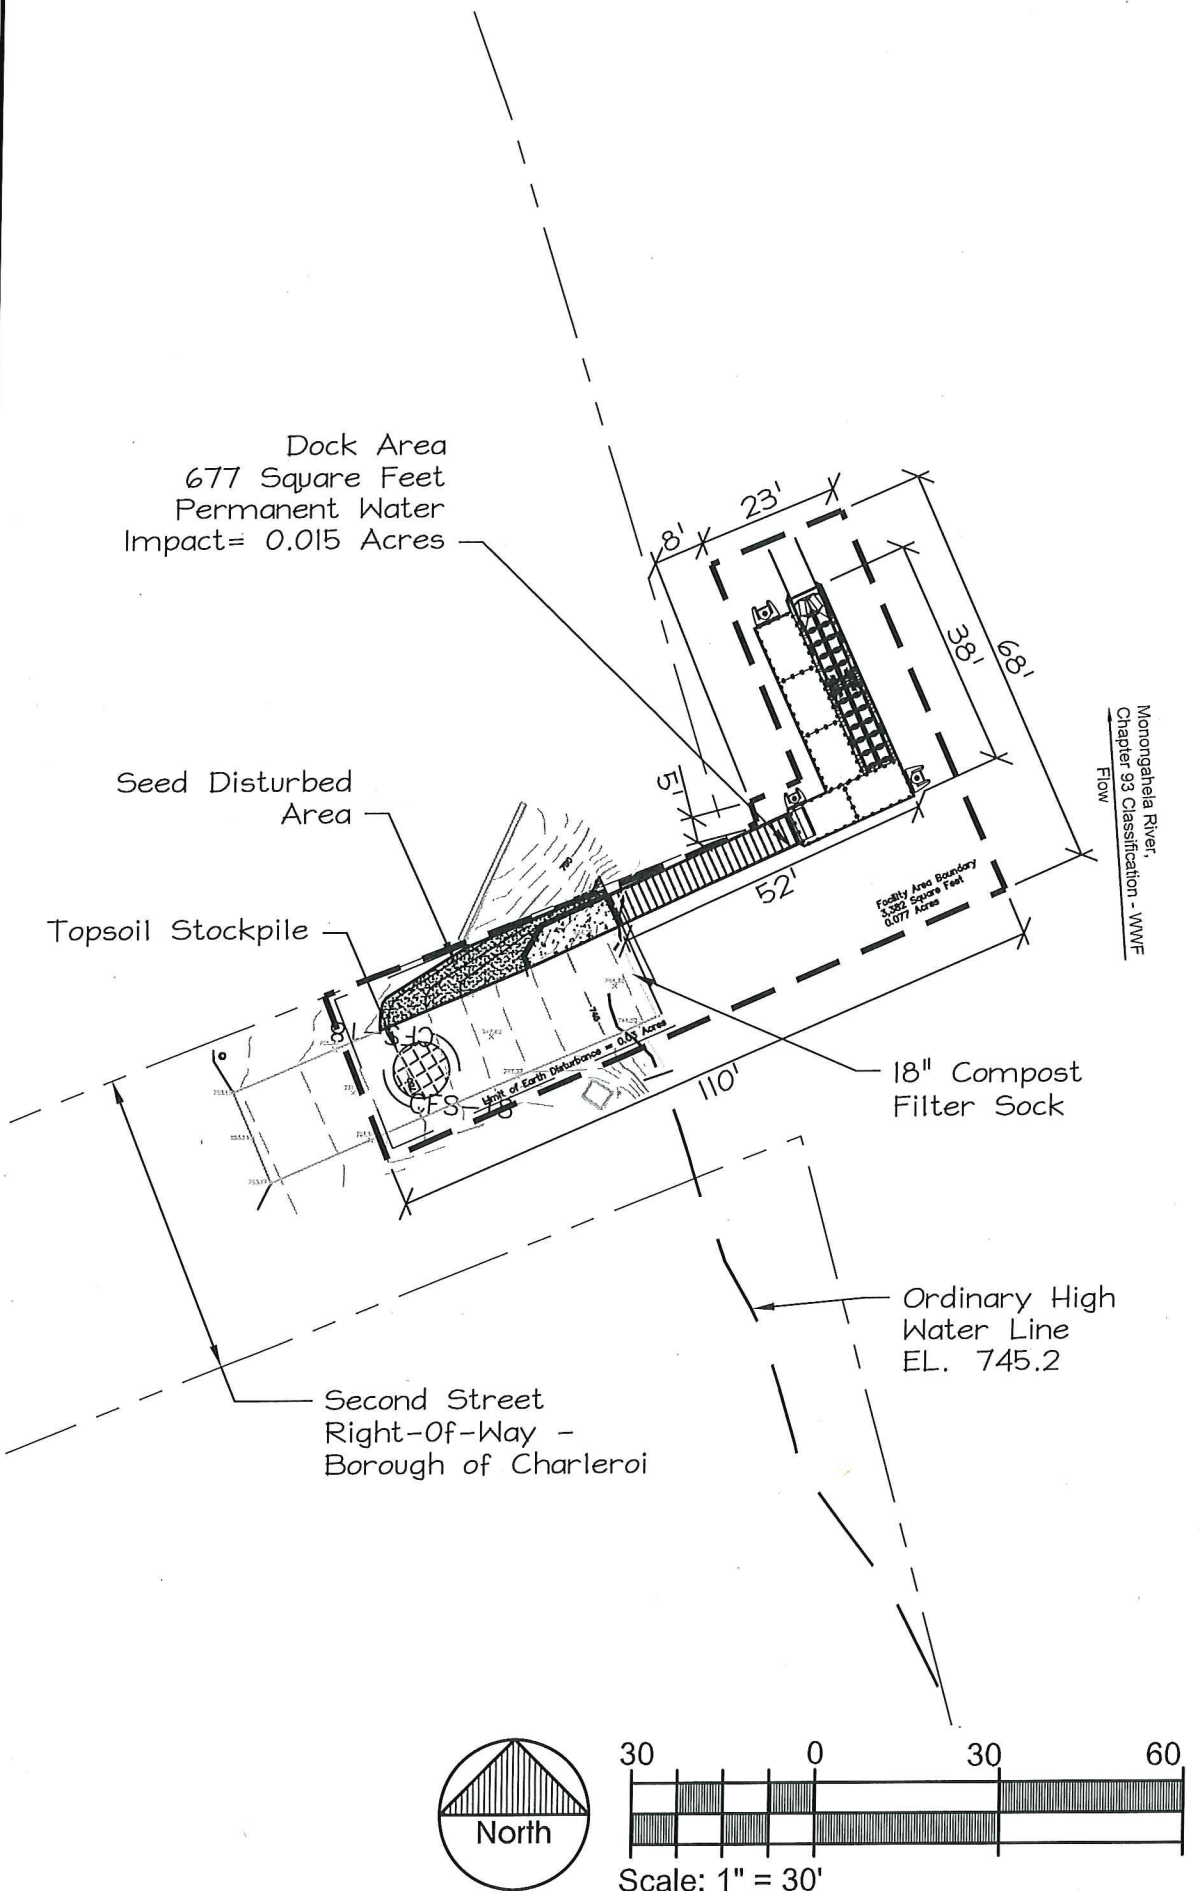 Dock Area
677 Square Feet
Permanent Water
Impact= 0.015 Acres
8'
23'
38'
68'
5'
52'
Monongahela River,
Chapter 93 Classification - WWF
Flow
Seed Disturbed
Area
Facility Area Boundary
3,382 Square Feet
0.077 Acres
Topsoil Stockpile
745
CFS
Limit of Earth Disturbance = 0.03 Acres
CFS
110'
18" Compost
Filter Sock
Ordinary High
Water Line
EL. 745.2
Second Street
Right-Of-Way -
Borough of Charleroi
North
30 0 30 60
Scale: 1" = 30'